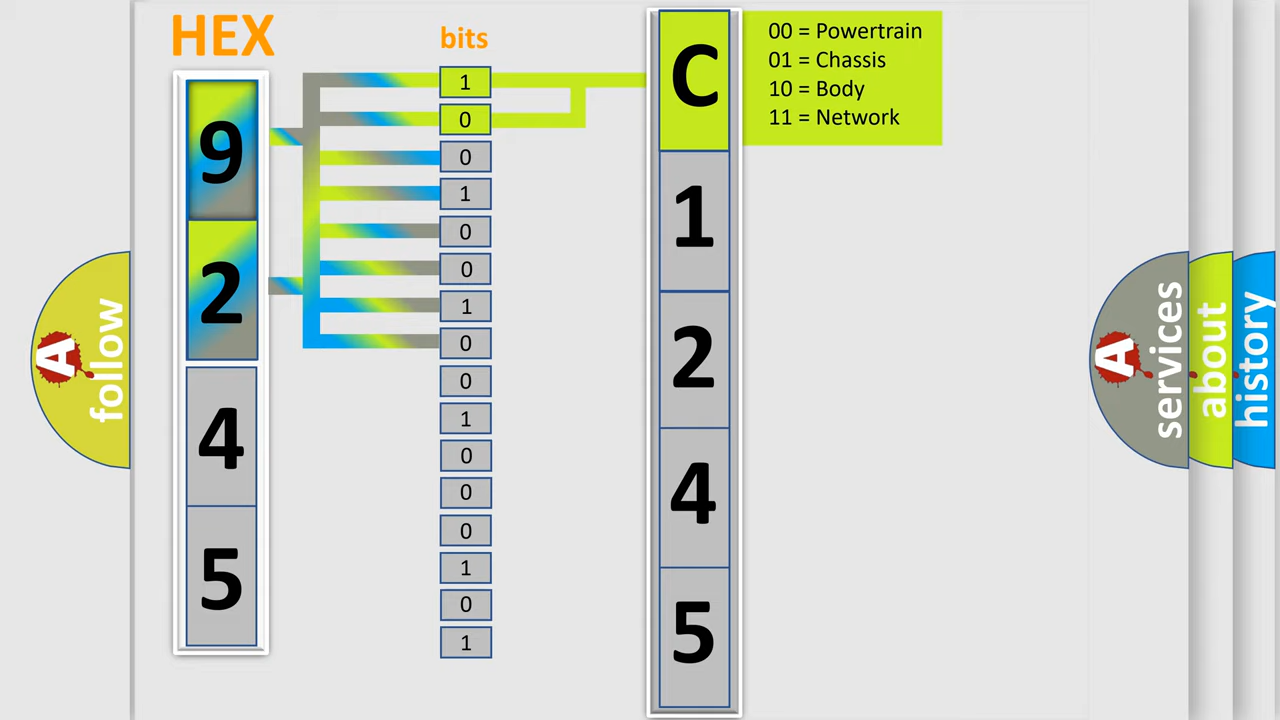 HEX
bits
9
2
4
5
1
0
0
1
0
0
1
0
0
1
0
0
0
1
0
1
C
1
2
4
5
00 = Powertrain
01 = Chassis
10 = Body
11 = Network
A
follow
A
services
about
history